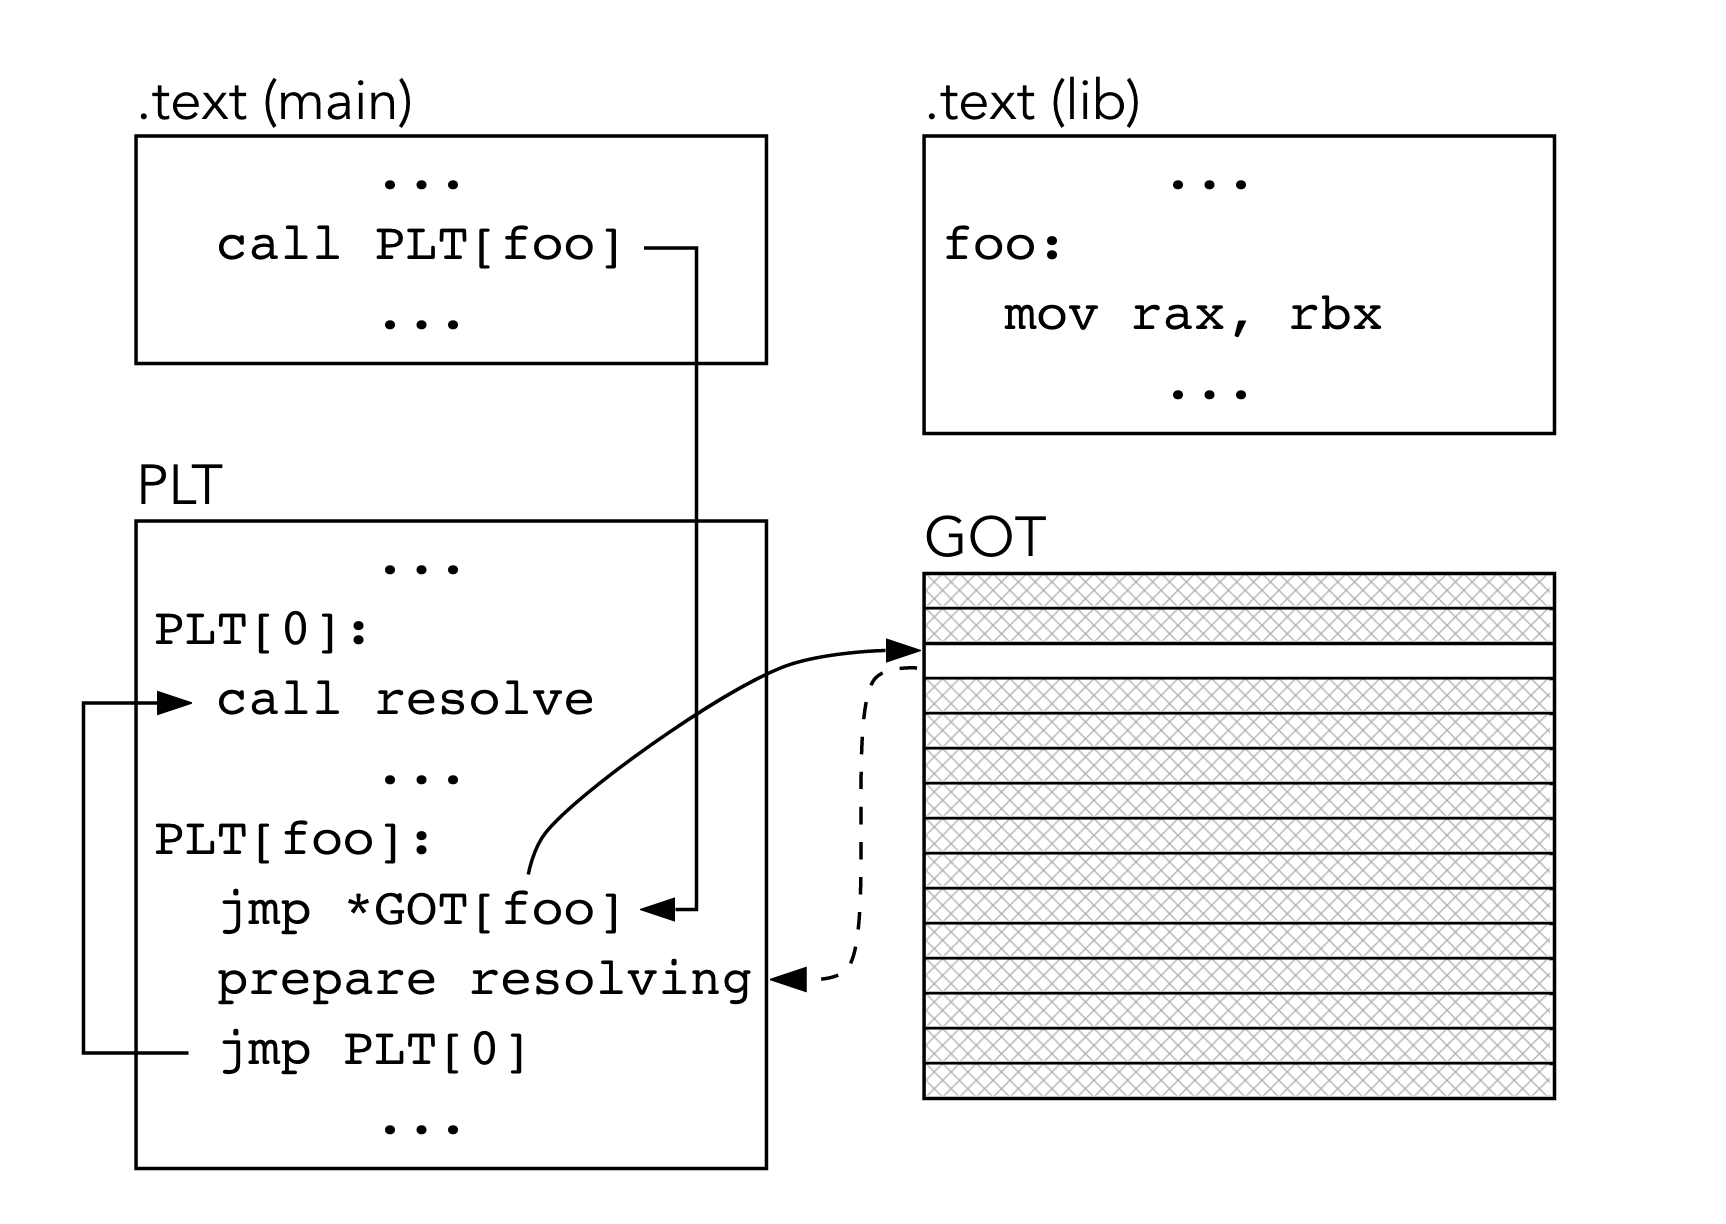 .text (main)
...
call PLT[foo]
...
.text (lib)
...
foo:
mov rax, rbx
...
PLT
...
PLT[0]:
call resolve
...
PLT[foo]:
jmp *GOT[foo]
prepare resolving
jmp PLT[0]
...
GOT